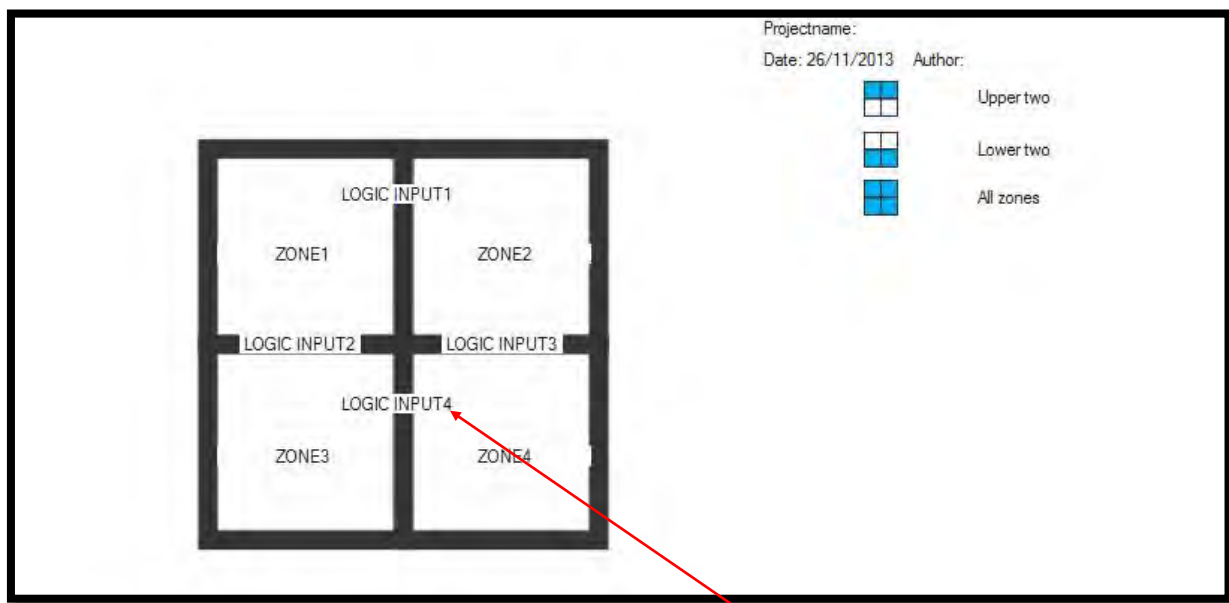 Projectname:
Date: 26/11/2013 Author:
Upper two
Lower two
All zones
LOGIC INPUT1
ZONE1 ZONE2
LOGIC INPUT2 LOGIC INPUT3
LOGIC INPUT4
ZONE3 ZONE4